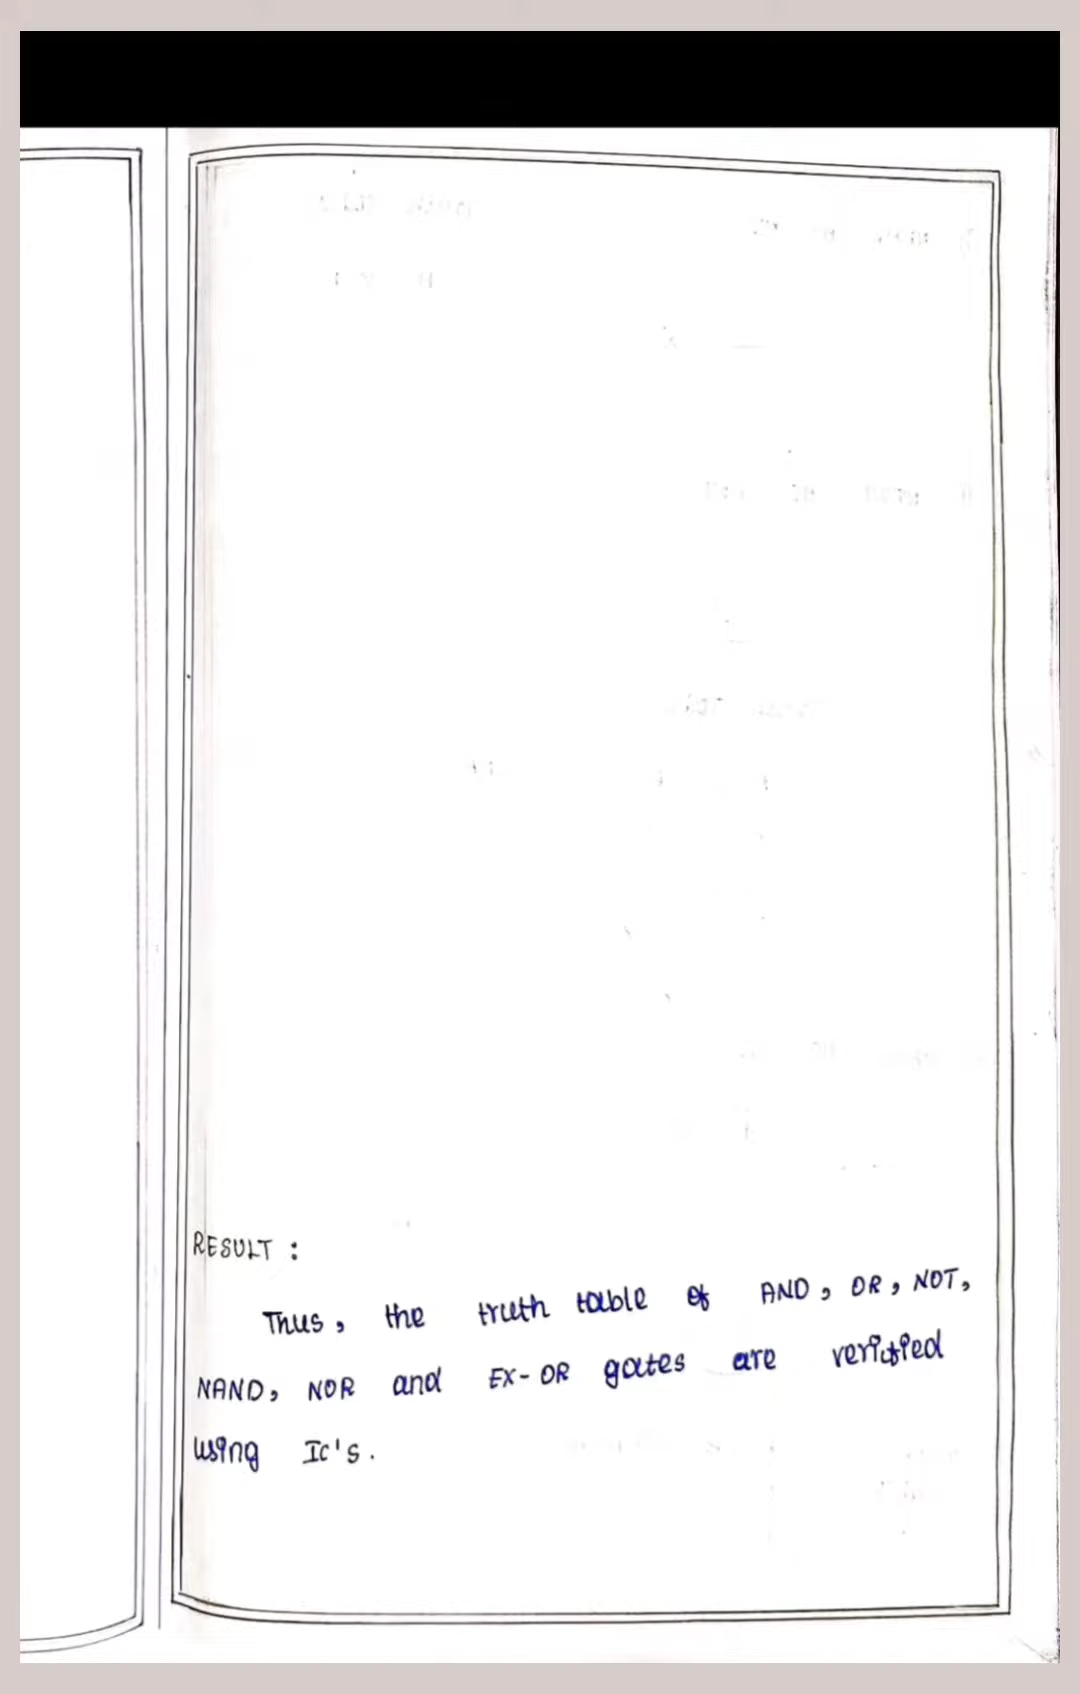 RESULT :
Thus, the truth table of AND, OR, NOT,
NAND, NOR and EX-OR gates are verified
using Ic's.